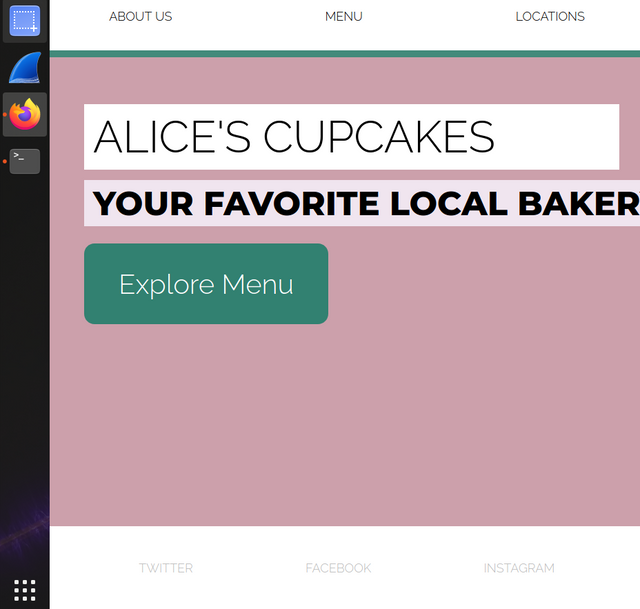 ABOUT US MENU LOCATIONS
ALICE'S CUPCAKES
YOUR FAVORITE LOCAL BAKER
Explore Menu
TWITTER FACEBOOK INSTAGRAM